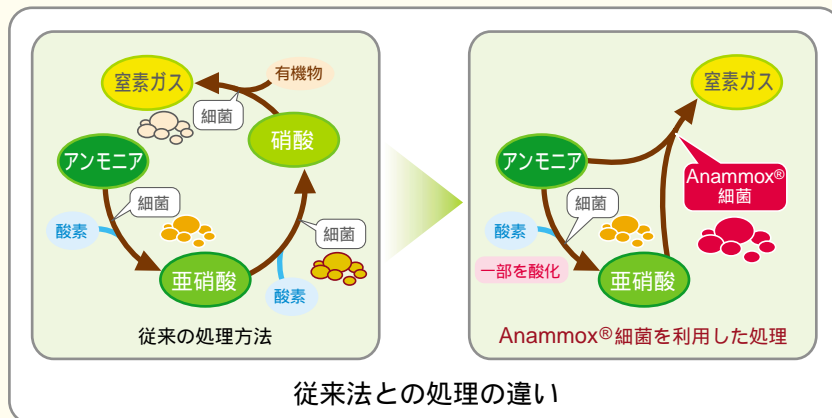 窒素ガス
有機物
細菌
硝酸
アンモニア
細菌
酸素
細菌
亜硝酸
酸素
従来の処理方法
窒素ガス
アンモニア
Anammox®
細菌
細菌
酸素
一部を酸化
亜硝酸
Anammox®細菌を利用した処理
従来法との処理の違い